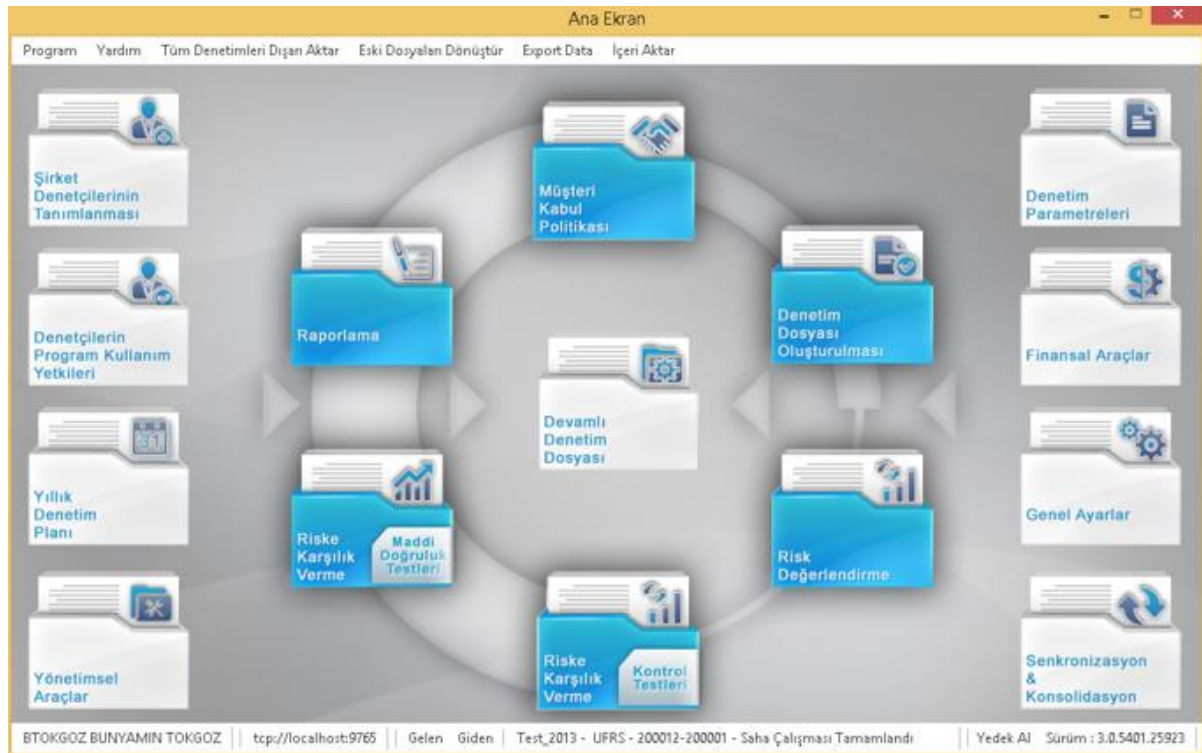 Ana Ekran
Program Yardım Tüm Denetimleri Dışarı Aktar Eski Dosyaları Dönüştür Export Data İçeri Aktar
Şirket
Denetçilerinin
Tanımlanması
Denetçilerin
Program Kullanım
Yetkileri
Yıllık
Denetim
Planı
Yönetimsel
Araçlar
Müşteri
Kabul
Politikası
Raporlama
Denetim
Dosyası
Oluşturulması
Devamlı
Denetim
Dosyası
Riske
Karşılık
Verme
Maddi
Doğruluk
Testleri
Risk
Değerlendirme
Riske
Karşılık
Verme
Kontrol
Testleri
Denetim
Parametreleri
Finansal Araçlar
Genel Ayarlar
Senkronizasyon
&
Konsolidasyon
31
BTOKGOZ BUNYAMIN TOKGOZ || tcp://localhost:9765 || Gelen Giden | Test_2013 - UFRS - 200012-200001 - Saha Çalışması Tamamlandı || Yedek Al Sürüm : 3.0.5401.25923